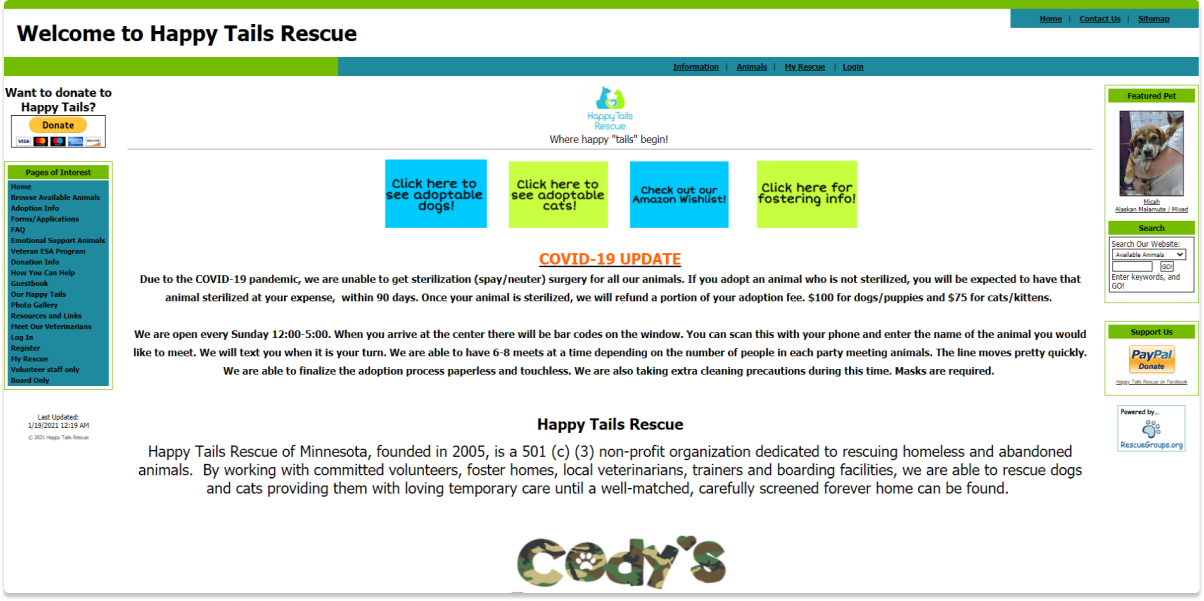 Welcome to Happy Tails Rescue
Home | Contact Us | Sitemap
Information | Animals | My Rescue | Login
Want to donate to
Happy Tails?
Donate
VISA
Pages of Interest
Home
Browse Available Animals
Adoption Info
Forms/Applications
FAQ
Emotional Support Animals
Veteran ESA Program
Donation Info
How You Can Help
Guestbook
Our Happy Tails
Photo Gallery
Resources and Links
Meet Our Veterinarians
Log In
Register
My Rescue
Volunteer staff only
Board Only
Last Updated:
1/19/2021 12:19 AM
© 2021 Happy Tails Rescue
Happy Tails
Rescue
Where happy "tails" begin!
Click here to
see adoptable
dogs!
Click here to
see adoptable
cats!
Check out our
Amazon Wishlist!
Click here for
fostering info!
COVID-19 UPDATE
Due to the COVID-19 pandemic, we are unable to get sterilization (spay/neuter) surgery for all our animals. If you adopt an animal who is not sterilized, you will be expected to have that
animal sterilized at your expense, within 90 days. Once your animal is sterilized, we will refund a portion of your adoption fee. $100 for dogs/puppies and $75 for cats/kittens.
We are open every Sunday 12:00-5:00. When you arrive at the center there will be bar codes on the window. You can scan this with your phone and enter the name of the animal you would
like to meet. We will text you when it is your turn. We are able to have 6-8 meets at a time depending on the number of people in each party meeting animals. The line moves pretty quickly.
We are able to finalize the adoption process paperless and touchless. We are also taking extra cleaning precautions during this time. Masks are required.
Happy Tails Rescue
Happy Tails Rescue of Minnesota, founded in 2005, is a 501 (c) (3) non-profit organization dedicated to rescuing homeless and abandoned
animals. By working with committed volunteers, foster homes, local veterinarians, trainers and boarding facilities, we are able to rescue dogs
and cats providing them with loving temporary care until a well-matched, carefully screened forever home can be found.
Cody's
Featured Pet
Micah
Alaskan Malamute / Mixed
Search
Search Our Website:
Available Animals
GO!
Enter keywords, and
GO!
Support Us
PayPal
Donate
Happy Tails Rescue on Facebook
Powered by...
RescueGroups.org